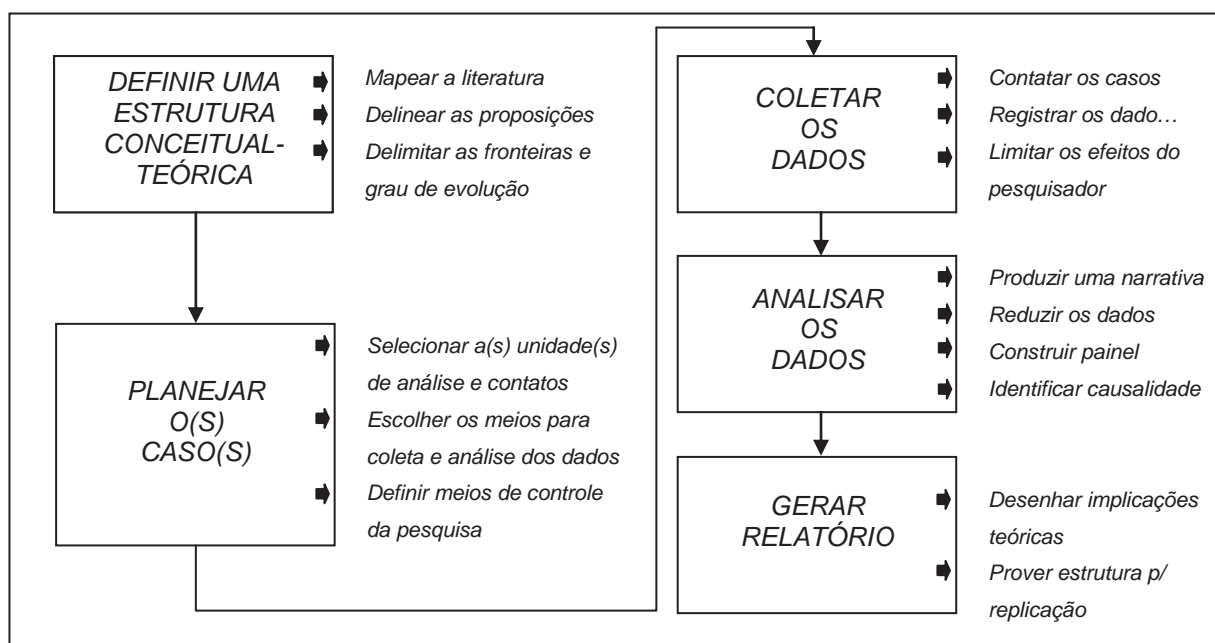 DEFINIR UMA
ESTRUTURA
CONCEITUAL-
TEÓRICA
Mapear a literatura
Delinear as proposições
Delimitar as fronteiras e
grau de evolução
PLANEJAR
O(S)
CASO(S)
Selecionar a(s) unidade(s)
de análise e contatos
Escolher os meios para
coleta e análise dos dados
Definir meios de controle
da pesquisa
COLETAR
OS
DADOS
Contatar os casos
Registrar os dado…
Limitar os efeitos do
pesquisador
ANALISAR
OS
DADOS
Produzir uma narrativa
Reduzir os dados
Construir painel
Identificar causalidade
GERAR
RELATÓRIO
Desenhar implicações
teóricas
Prover estrutura p/
replicação